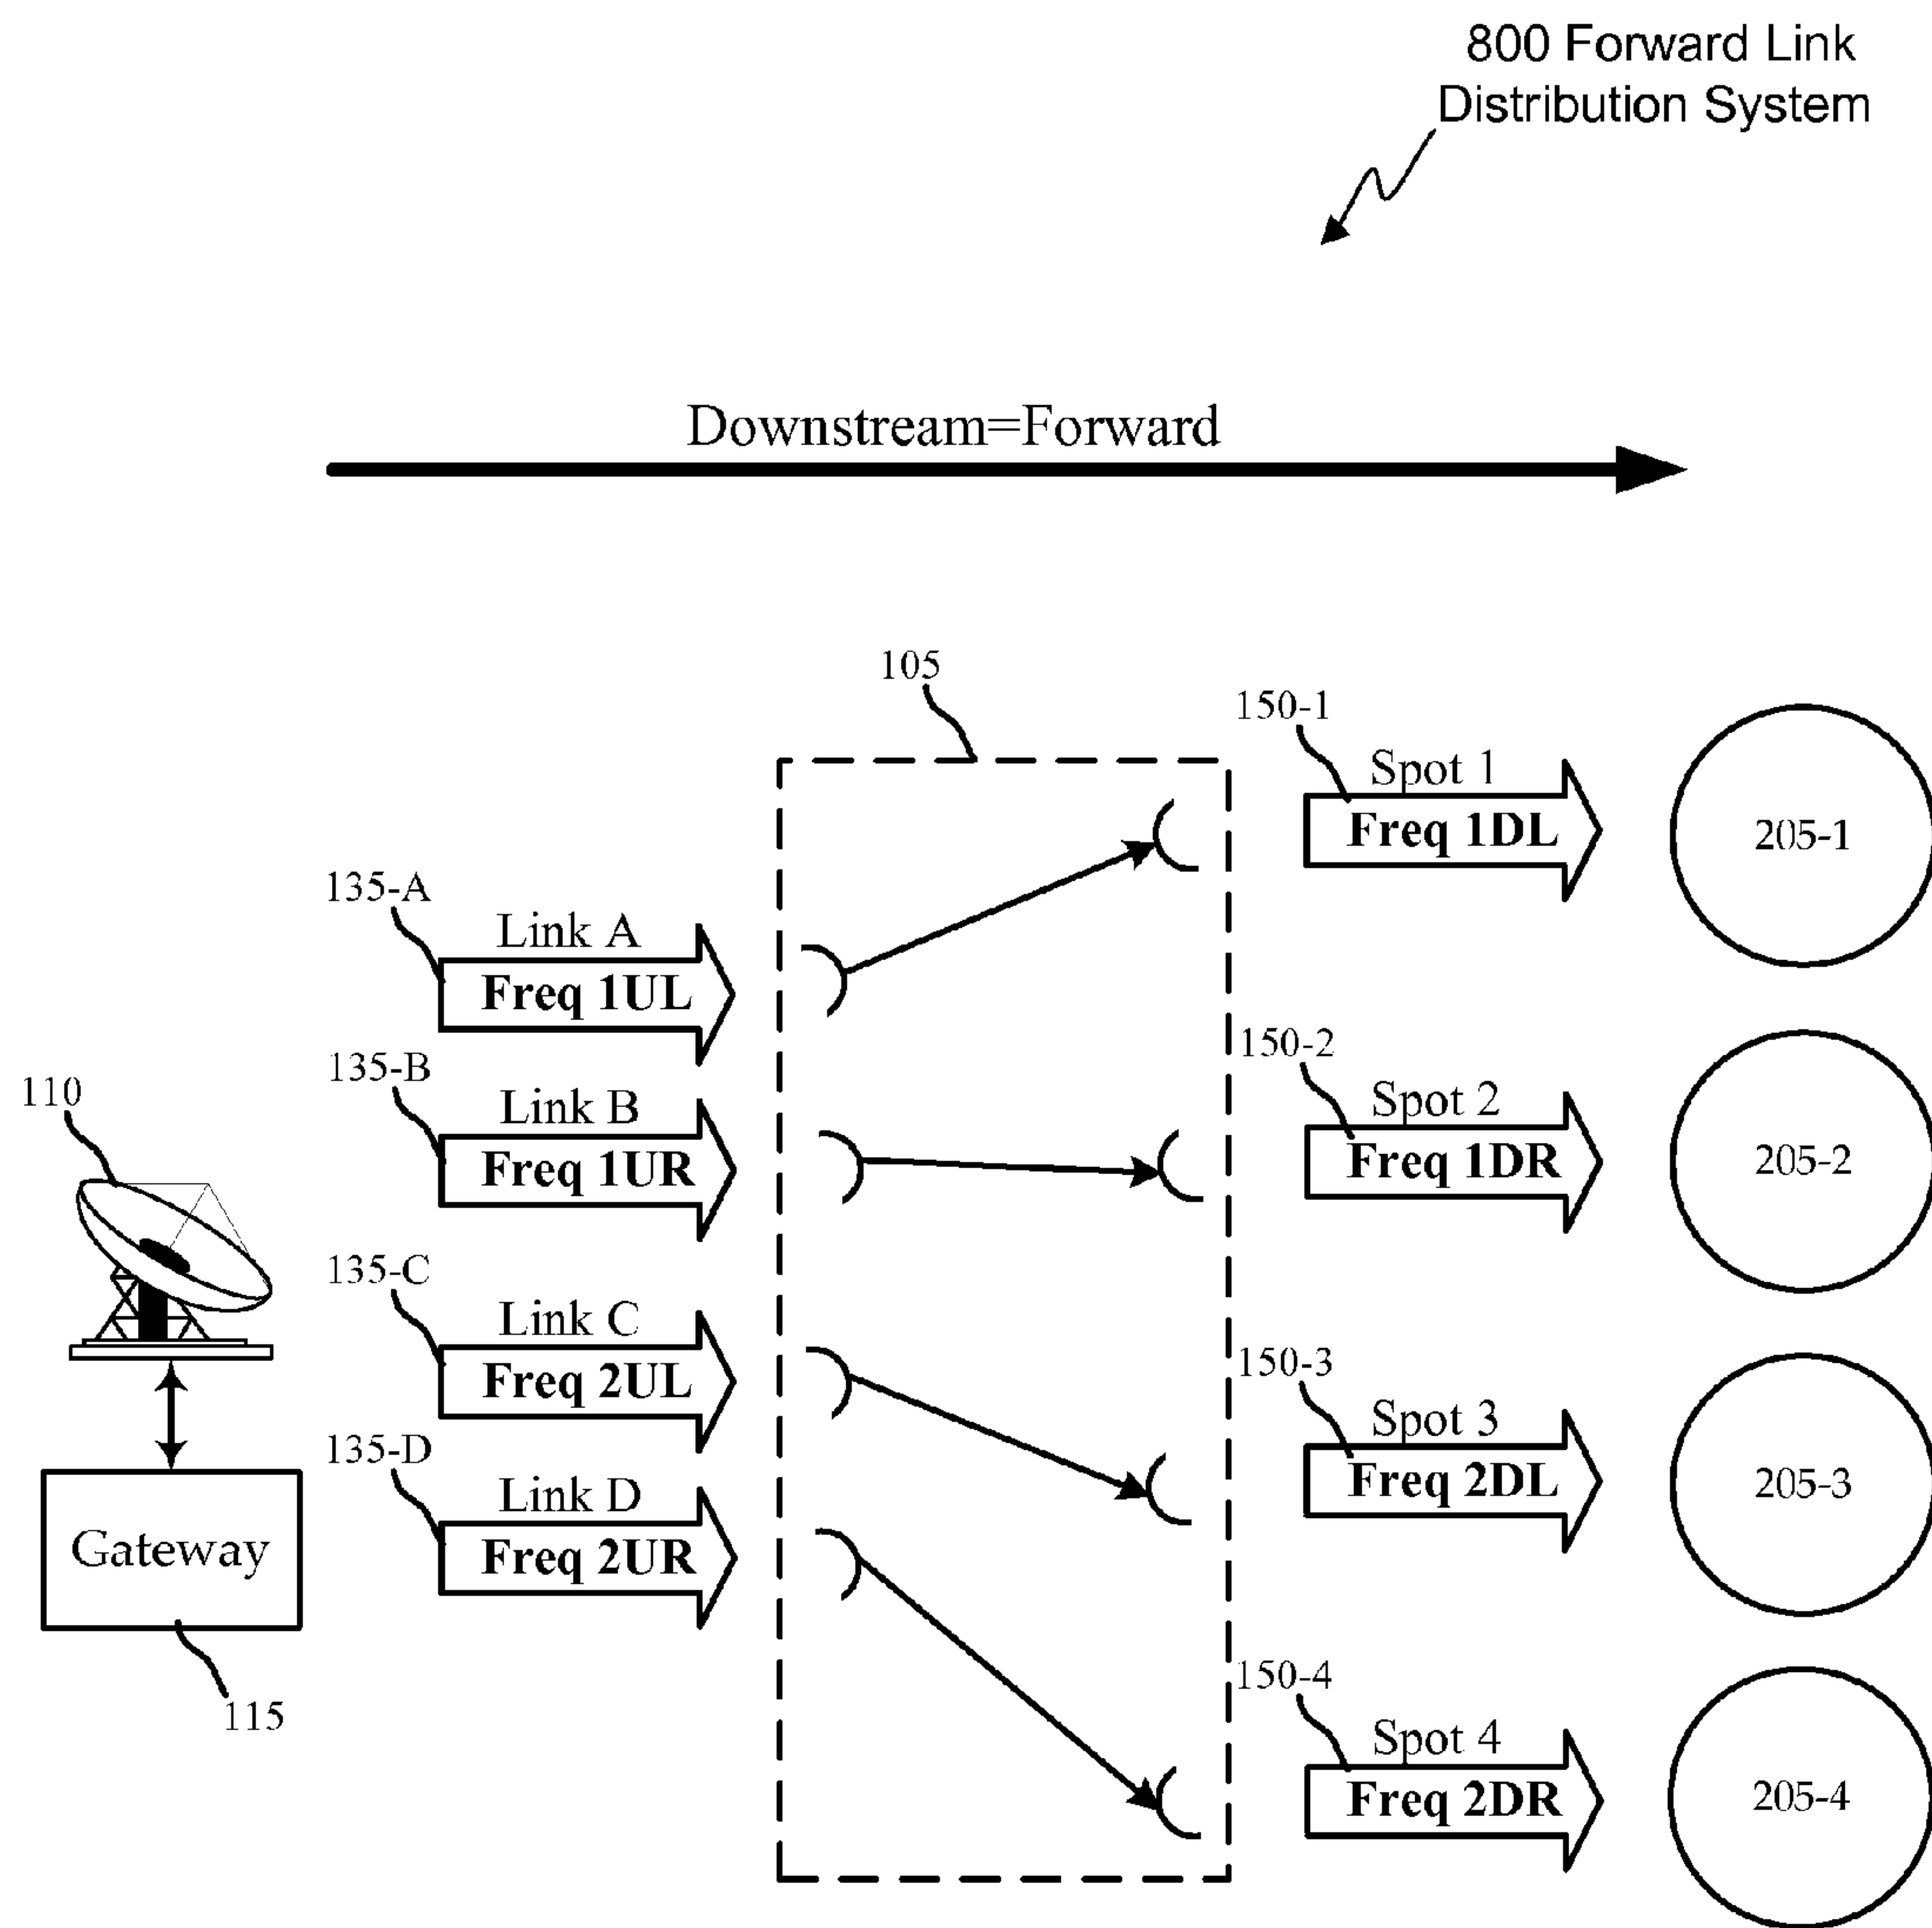 800 Forward Link
Distribution System
Downstream=Forward
105
150-1
Spot 1
Freq 1DL
205-1
135-A
Link A
Freq 1UL
150-2
Spot 2
Freq 1DR
205-2
135-B
Link B
Freq 1UR
110
135-C
Link C
Freq 2UL
150-3
Spot 3
Freq 2DL
205-3
135-D
Link D
Freq 2UR
Gateway
115
150-4
Spot 4
Freq 2DR
205-4